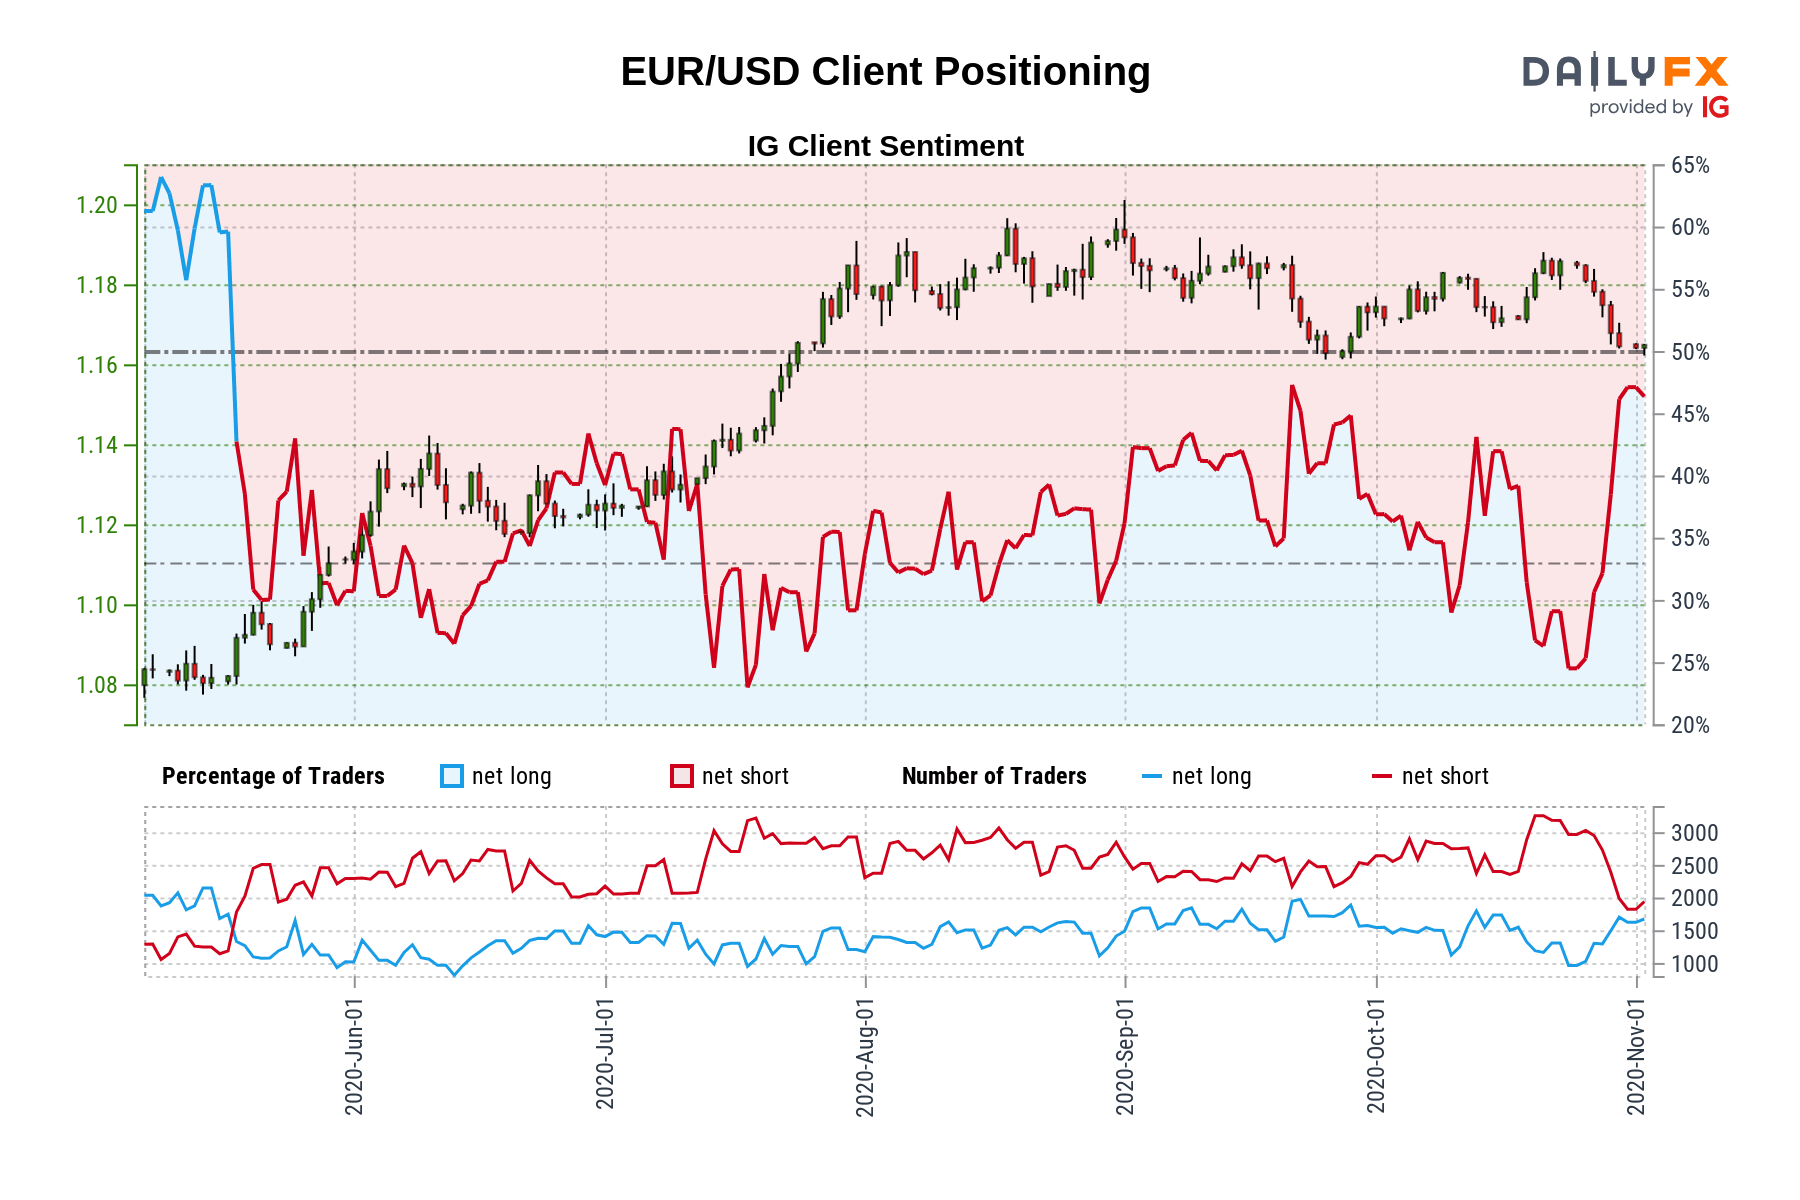 EUR/USD Client Positioning
DAILYFX
provided by IG
IG Client Sentiment
1.20
1.18
1.16
1.14
1.12
1.10
1.08
65%
60%
55%
50%
45%
40%
35%
30%
25%
20%
Percentage of Traders net long net short Number of Traders net long net short
3000
2500
2000
1500
1000
2020-Jun-01
2020-Jul-01
2020-Aug-01
2020-Sep-01
2020-Oct-01
2020-Nov-01